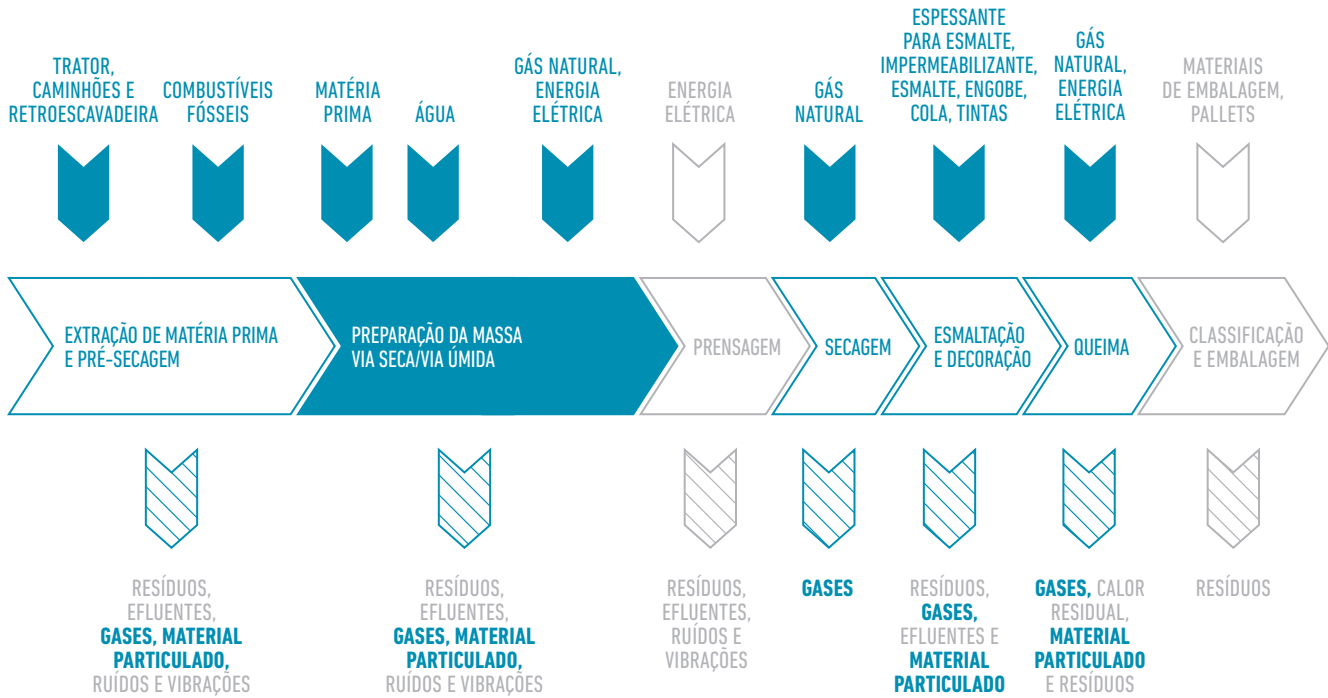 TRATOR,
CAMINHÕES E
RETROESCAVADEIRA
COMBUSTÍVEIS
FÓSSEIS
MATÉRIA
PRIMA
ÁGUA
GÁS NATURAL,
ENERGIA
ELÉTRICA
ENERGIA
ELÉTRICA
GÁS
NATURAL
ESPESSANTE
PARA ESMALTE,
IMPERMEABILIZANTE,
ESMALTE, ENGOBE,
COLA, TINTAS
GÁS
NATURAL,
ENERGIA
ELÉTRICA
MATERIAIS
DE EMBALAGEM,
PALLETS
EXTRAÇÃO DE MATÉRIA PRIMA
E PRÉ-SECAGEM
PREPARAÇÃO DA MASSA
VIA SECA/VIA ÚMIDA
PRENSAGEM
SECAGEM
ESMALTAÇÃO
E DECORAÇÃO
QUEIMA
CLASSIFICAÇÃO
E EMBALAGEM
RESÍDUOS,
EFLUENTES,
GASES, MATERIAL
PARTICULADO,
RUÍDOS E VIBRAÇÕES
RESÍDUOS,
EFLUENTES,
GASES, MATERIAL
PARTICULADO,
RUÍDOS E VIBRAÇÕES
RESÍDUOS,
EFLUENTES,
RUÍDOS E
VIBRAÇÕES
GASES
RESÍDUOS,
GASES,
EFLUENTES E
MATERIAL
PARTICULADO
GASES, CALOR
RESIDUAL,
MATERIAL
PARTICULADO
E RESÍDUOS
RESÍDUOS